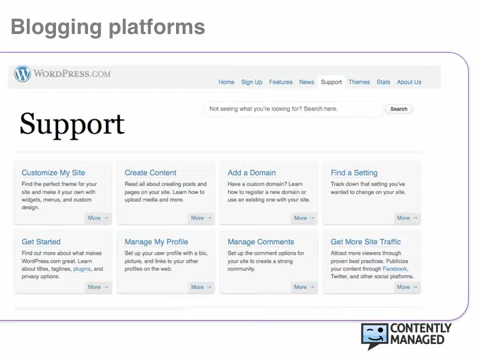 Blogging platforms
WORDPRESS.COM
Home Sign Up Features News Support Themes Stats About Us
Not seeing what you're looking for? Search here. Search
Support
Customize My Site
Find the perfect theme for your
site and make it your own with
widgets, menus, and custom
design.
More →
Create Content
Read all about creating posts and
pages on your site. Learn how to
upload media and more.
More →
Add a Domain
Have a custom domain? Learn
how to register a new domain or
use an existing one with your site.
More →
Find a Setting
Track down that setting you've
wanted to change on your site.
More →
Get Started
Find out more about what makes
WordPress.com great. Learn
about titles, taglines, plugins, and
privacy options.
More →
Manage My Profile
Set up your user profile with a bio,
picture, and links to your other
profiles on the web.
More →
Manage Comments
Set up the comment options for
your site to create a strong
community.
More →
Get More Site Traffic
Attract more viewers through
proven best practices. Publicize
your content through Facebook,
Twitter, and other social platforms.
More →
CONTENTLY
MANAGED